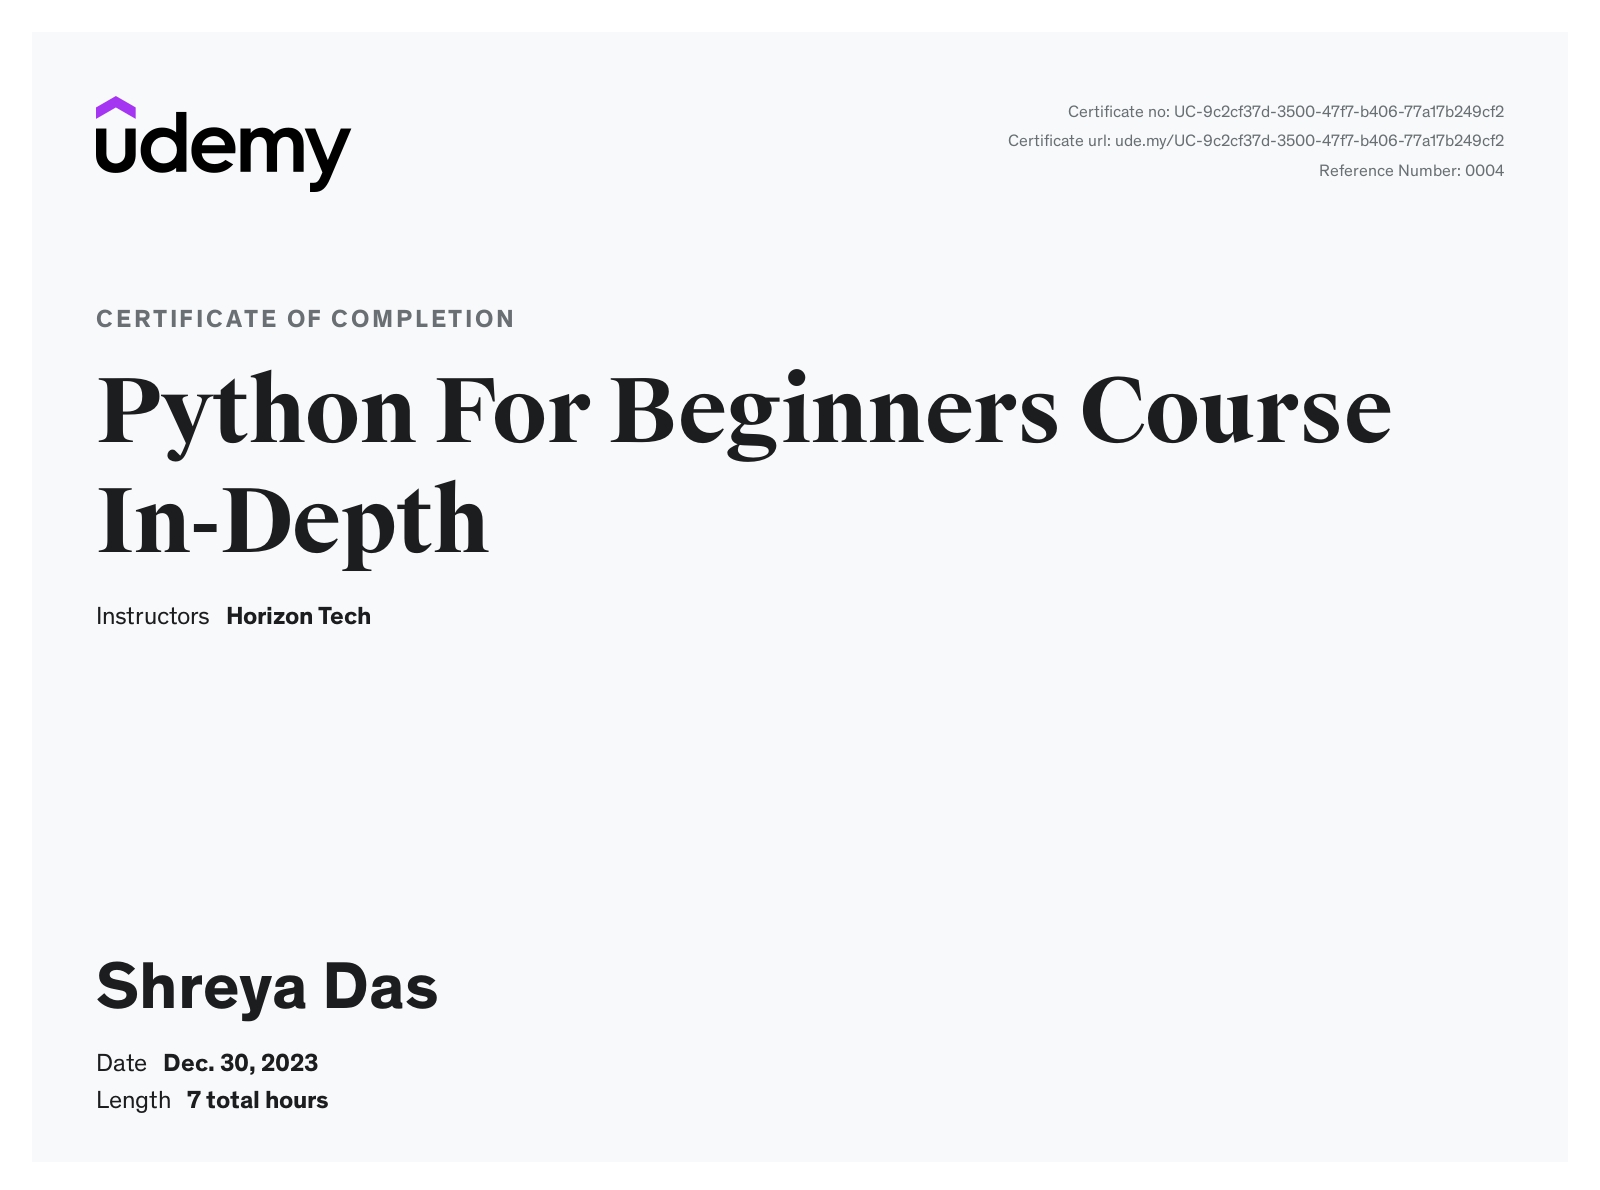 udemy
Certificate no: UC-9c2cf37d-3500-47f7-b406-77a17b249cf2
Certificate url: ude.my/UC-9c2cf37d-3500-47f7-b406-77a17b249cf2
Reference Number: 0004
CERTIFICATE OF COMPLETION
Python For Beginners Course
In-Depth
Instructors Horizon Tech
Shreya Das
Date Dec. 30, 2023
Length 7 total hours